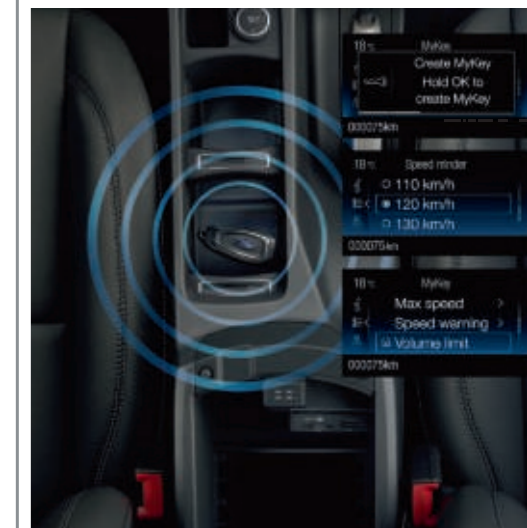 18°c MyKey
Create MyKey
Hold OK to
create MyKey
000075km
18°c Speed minder
110 km/h
120 km/h
130 km/h
000075km
18°c MyKey
Max speed >
Speed warning >
Volume limit
000075km